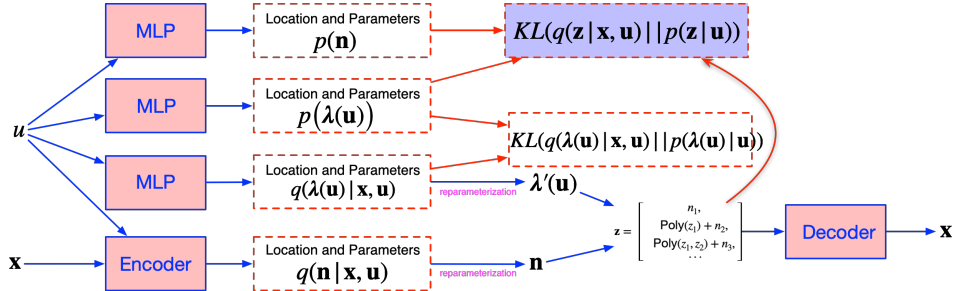 MLP
Location and Parameters
p(n)
KL(q(z|x, u)||p(z|u))
MLP
Location and Parameters
p(λ(u))
u
KL(q(λ(u)|x, u)||p(λ(u)|u))
MLP
Location and Parameters
q(λ(u)|x, u)
reparameterization
λ′(u)
z = [ n₁,
Poly(z₁) + n₂,
Poly(z₁, z₂) + n₃,
⋯ ]
Decoder
x
x
Encoder
Location and Parameters
q(n|x, u)
reparameterization
n